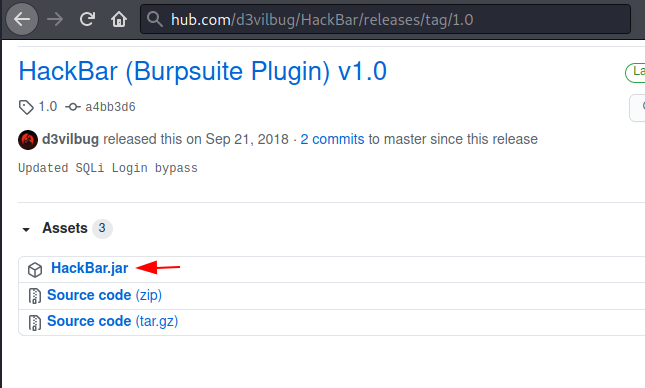 hub.com/d3vilbug/HackBar/releases/tag/1.0
HackBar (Burpsuite Plugin) v1.0
1.0 a4bb3d6
d3vilbug released this on Sep 21, 2018 · 2 commits to master since this release
Updated SQLi Login bypass
Assets 3
HackBar.jar
Source code (zip)
Source code (tar.gz)